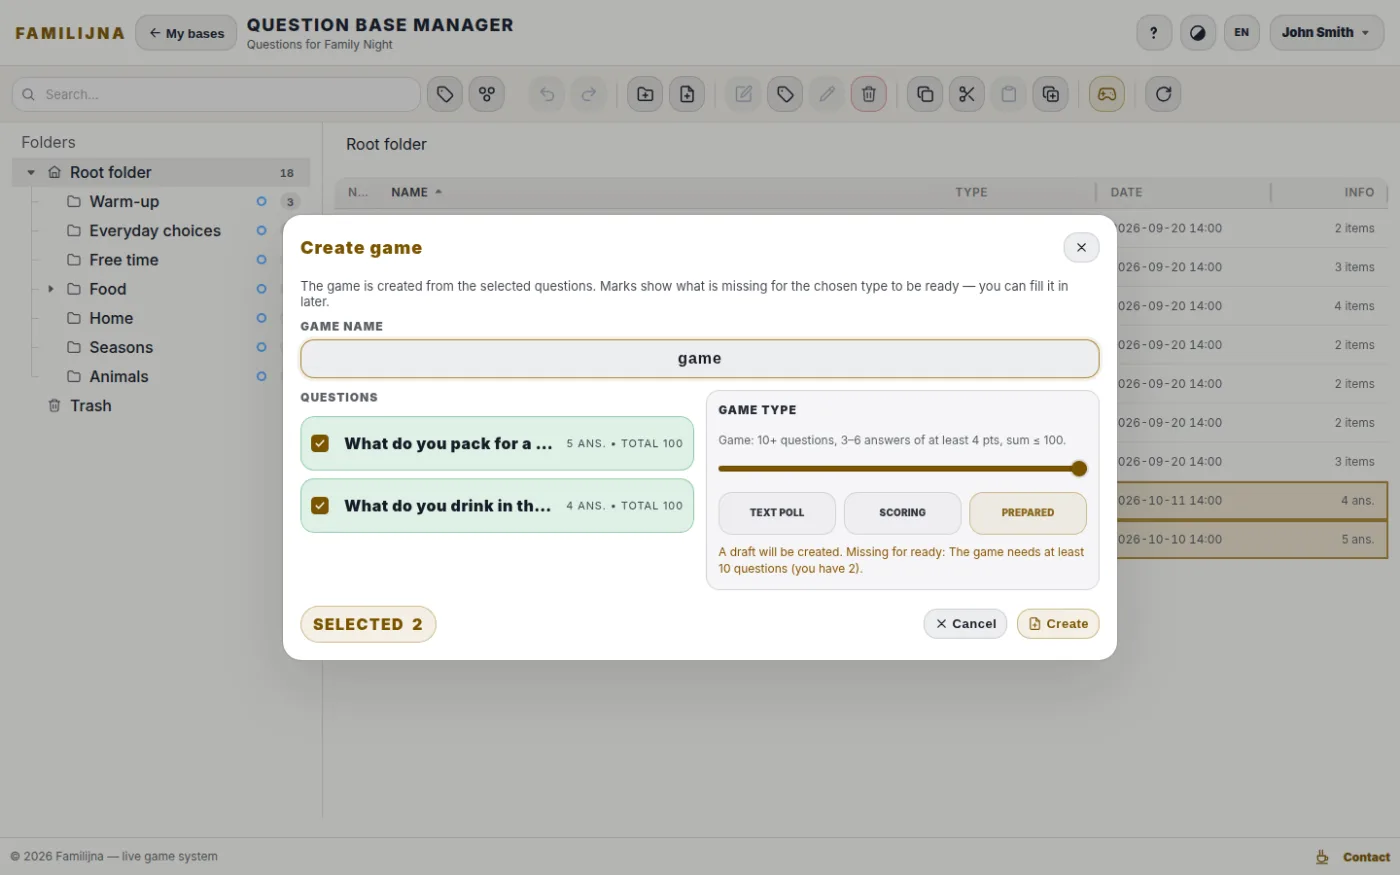 FAMILIJNA
← My bases
QUESTION BASE MANAGER
Questions for Family Night
?
EN
John Smith
Search...
Folders
Root folder
18
Warm-up
3
Everyday choices
Free time
Food
Home
Seasons
Animals
Trash
Root folder
N... NAME TYPE DATE INFO
026-09-20 14:00 2 items
026-09-20 14:00 3 items
026-09-20 14:00 4 items
026-09-20 14:00 2 items
026-09-20 14:00 2 items
026-09-20 14:00 2 items
026-09-20 14:00 3 items
026-10-11 14:00 4 ans.
026-10-10 14:00 5 ans.
Create game
The game is created from the selected questions. Marks show what is missing for the chosen type to be ready — you can fill it in
later.
GAME NAME
game
QUESTIONS
What do you pack for a ... 5 ANS. • TOTAL 100
What do you drink in th... 4 ANS. • TOTAL 100
GAME TYPE
Game: 10+ questions, 3–6 answers of at least 4 pts, sum ≤ 100.
TEXT POLL
SCORING
PREPARED
A draft will be created. Missing for ready: The game needs at least
10 questions (you have 2).
SELECTED 2
Cancel
Create
© 2026 Familijna — live game system
Contact